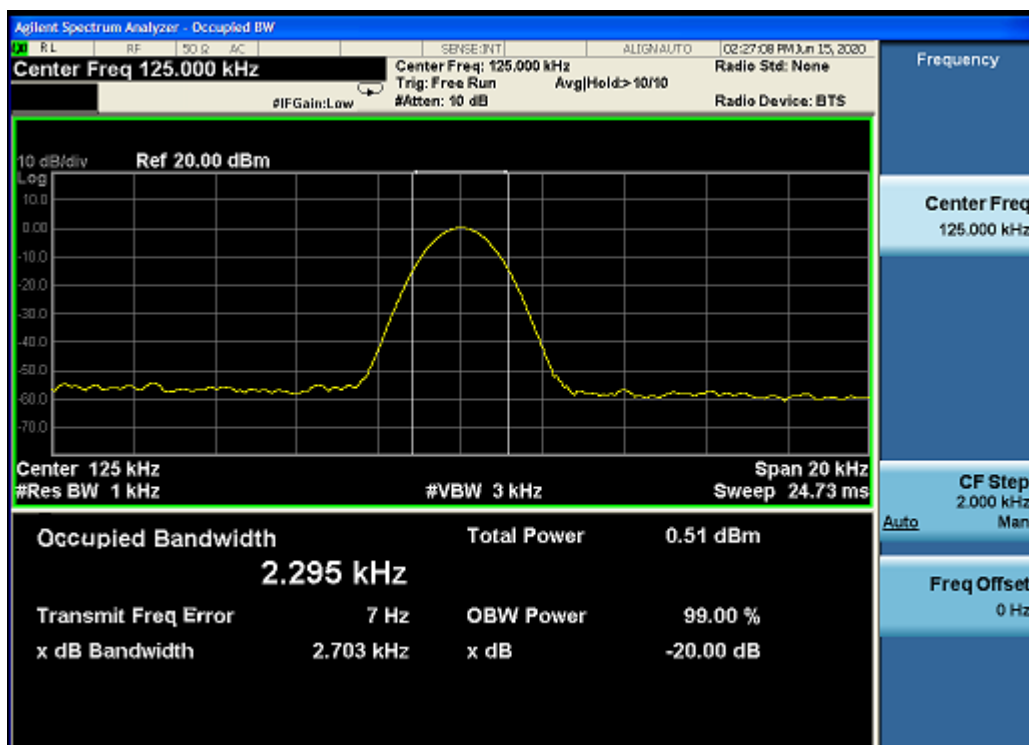 Agilent Spectrum Analyzer - Occupied BW
RL RF 50 Ω AC SENSE:INT ALIGN AUTO 02:27:08 PM Jun 15, 2020
Center Freq 125.000 kHz
Center Freq: 125.000 kHz Radio Std: None
Trig: Free Run Avg|Hold:>10/10
#IFGain:Low #Atten: 10 dB Radio Device: BTS
10 dB/div Ref 20.00 dBm
Log
10.0
0.00
-10.0
-20.0
-30.0
-40.0
-50.0
-60.0
-70.0
Center 125 kHz Span 20 kHz
#Res BW 1 kHz #VBW 3 kHz Sweep 24.73 ms
Occupied Bandwidth Total Power 0.51 dBm
2.295 kHz
Transmit Freq Error 7 Hz OBW Power 99.00 %
x dB Bandwidth 2.703 kHz x dB -20.00 dB
Frequency
Center Freq
125.000 kHz
CF Step
2.000 kHz
Auto Man
Freq Offset
0 Hz